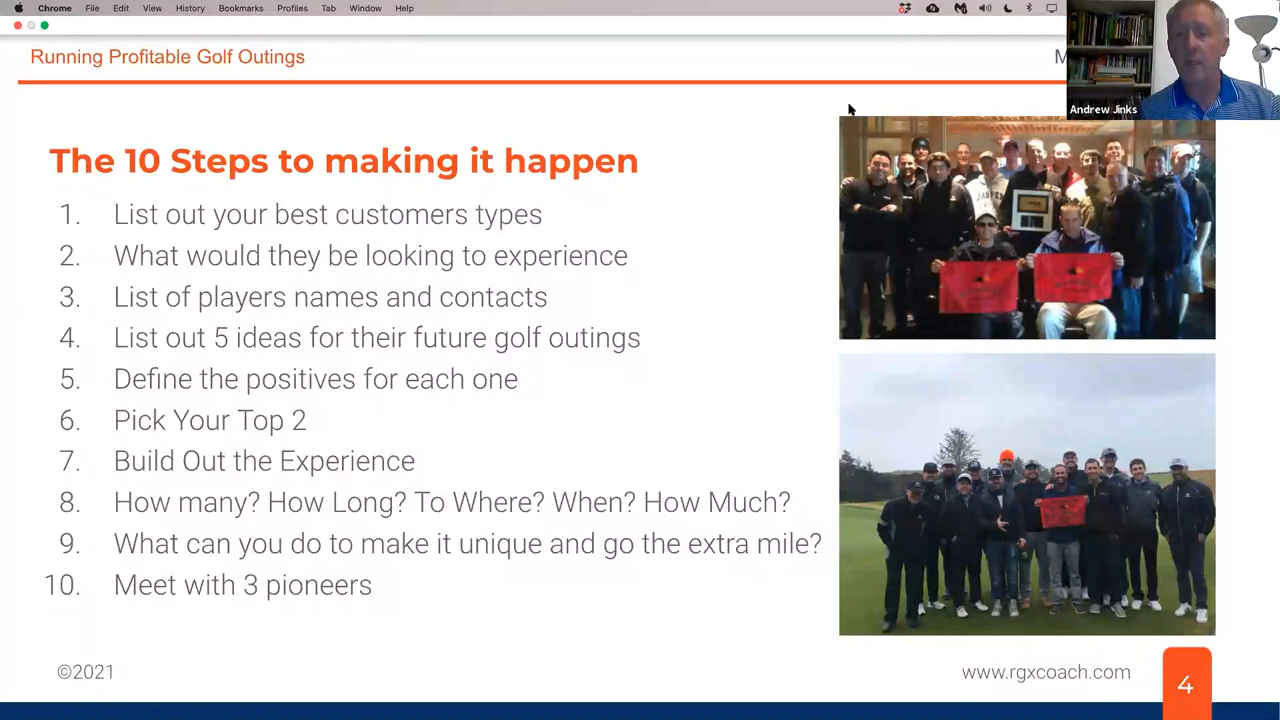 Chrome File Edit View History Bookmarks Profiles Tab Window Help
Running Profitable Golf Outings
M
Andrew Jinks
The 10 Steps to making it happen
1. List out your best customers types
2. What would they be looking to experience
3. List of players names and contacts
4. List out 5 ideas for their future golf outings
5. Define the positives for each one
6. Pick Your Top 2
7. Build Out the Experience
8. How many? How Long? To Where? When? How Much?
9. What can you do to make it unique and go the extra mile?
10. Meet with 3 pioneers
JASPER
©2021
www.rgxcoach.com
4